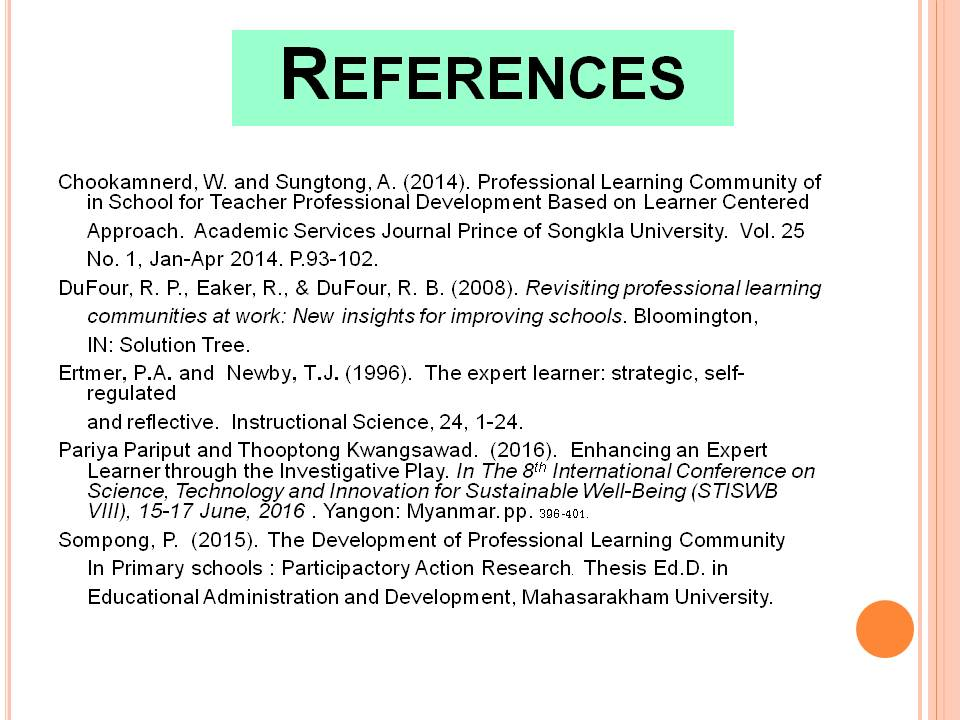 REFERENCES
Chookamnerd, W. and Sungtong, A. (2014). Professional Learning Community of
in School for Teacher Professional Development Based on Learner Centered
Approach. Academic Services Journal Prince of Songkla University. Vol. 25
No. 1, Jan-Apr 2014. P.93-102.
DuFour, R. P., Eaker, R., & DuFour, R. B. (2008). Revisiting professional learning
communities at work: New insights for improving schools. Bloomington,
IN: Solution Tree.
Ertmer, P.A. and Newby, T.J. (1996). The expert learner: strategic, self-
regulated
and reflective. Instructional Science, 24, 1-24.
Pariya Pariput and Thooptong Kwangsawad. (2016). Enhancing an Expert
Learner through the Investigative Play. In The 8th International Conference on
Science, Technology and Innovation for Sustainable Well-Being (STISWB
VIII), 15-17 June, 2016 . Yangon: Myanmar. pp. 396-401.
Sompong, P. (2015). The Development of Professional Learning Community
In Primary schools : Participactory Action Research. Thesis Ed.D. in
Educational Administration and Development, Mahasarakham University.